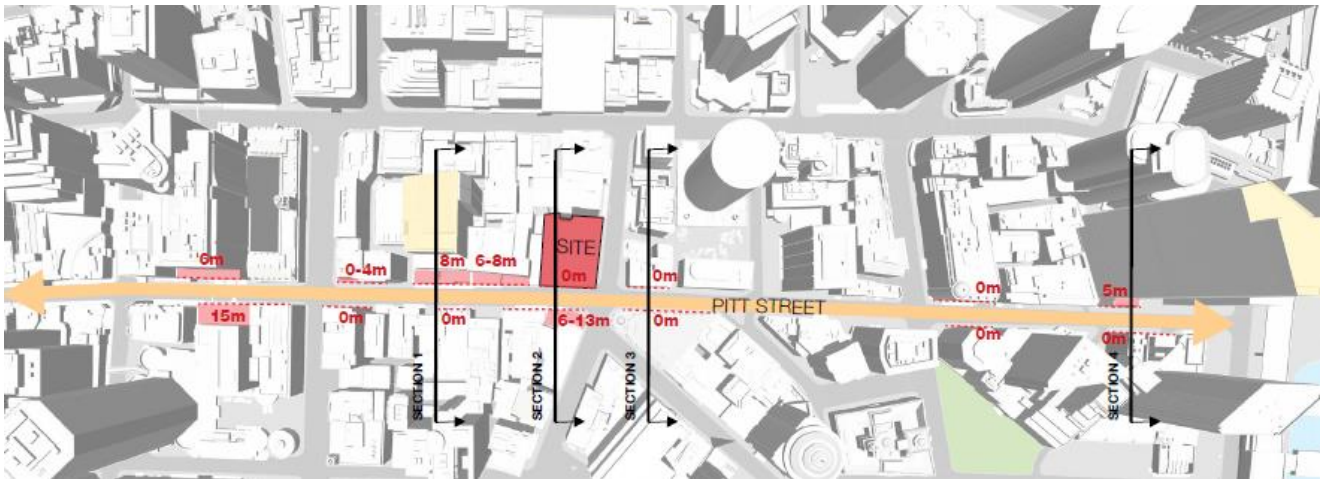 SITE
6m
0-4m
8m
6-8m
0m
0m
0m
5m
PITT STREET
15m
0m
0m
6-13m
0m
0m
0m
SECTION 1
SECTION 2
SECTION 3
SECTION 4